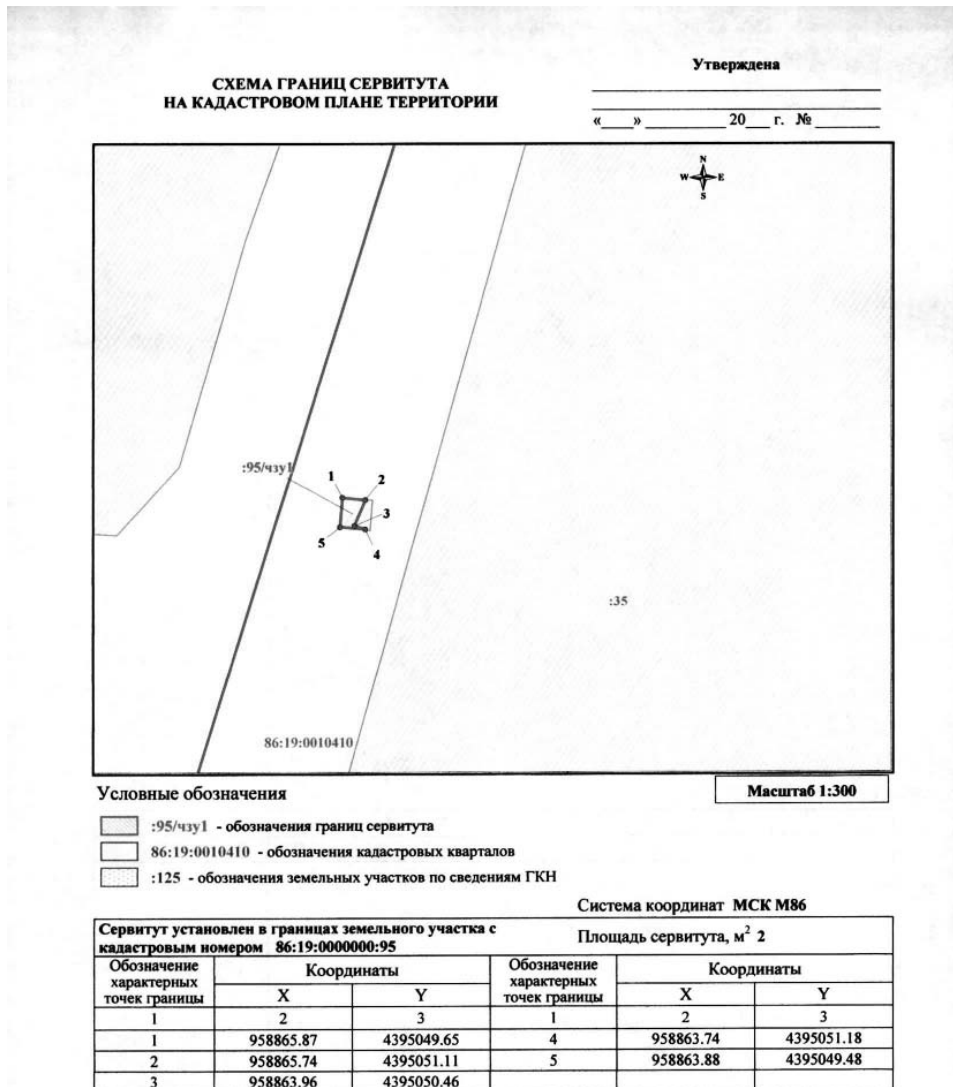 Утверждена
СХЕМА ГРАНИЦ СЕРВИТУТА
НА КАДАСТРОВОМ ПЛАНЕ ТЕРРИТОРИИ
«___» ________ 20___ г. № ________
N
W E
S
:95/чзу1
1
2
3
5
4
:35
86:19:0010410
Условные обозначения
Масштаб 1:300
:95/чзу1 - обозначения границ сервитута
86:19:0010410 - обозначения кадастровых кварталов
:125 - обозначения земельных участков по сведениям ГКН
Система координат МСК М86
Сервитут установлен в границах земельного участка с
кадастровым номером 86:19:0000000:95
Площадь сервитута, м² 2
Обозначение
характерных
точек границы
Координаты
Обозначение
характерных
точек границы
Координаты
X Y X Y
1 2 3 1 2 3
1 958865.87 4395049.65 4 958863.74 4395051.18
2 958865.74 4395051.11 5 958863.88 4395049.48
3 958863.96 4395050.46